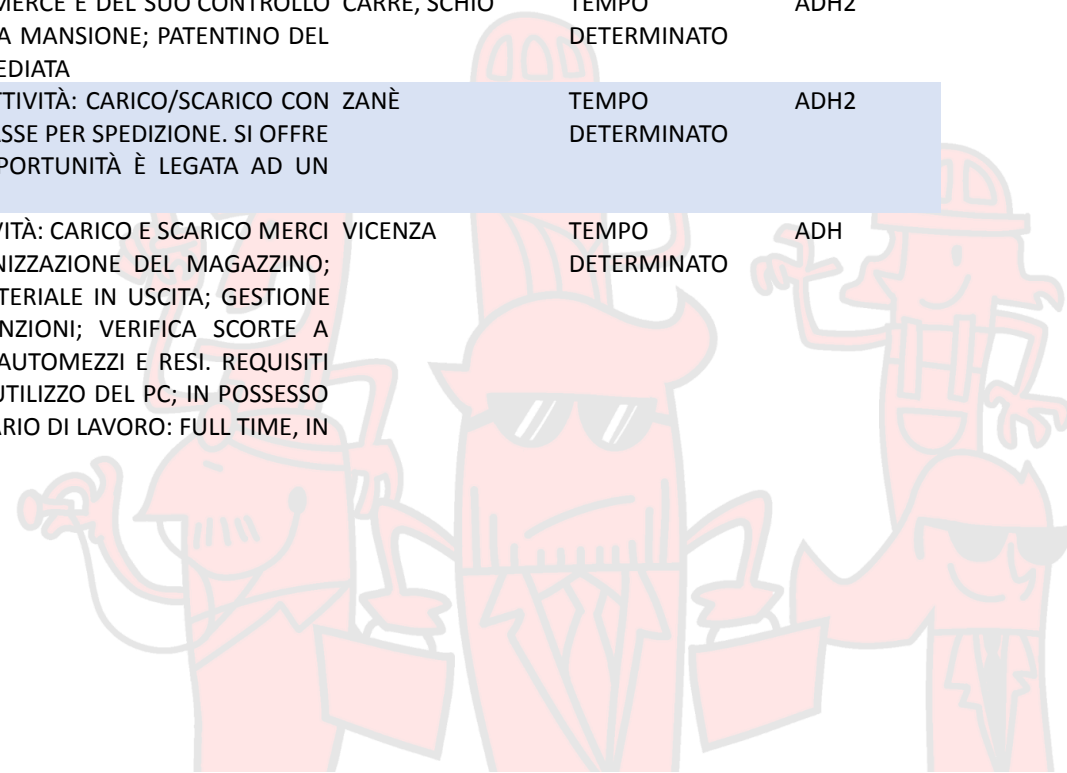 MERCE E DEL SUO CONTROLLO CARRÈ, SCHIO TEMPO ADH2
A MANSIONE; PATENTINO DEL DETERMINATO
EDIATA
TTIVITÀ: CARICO/SCARICO CON ZANÈ TEMPO ADH2
ASSE PER SPEDIZIONE. SI OFFRE DETERMINATO
PORTUNITÀ È LEGATA AD UN
VITÀ: CARICO E SCARICO MERCI VICENZA TEMPO ADH
NIZZAZIONE DEL MAGAZZINO; DETERMINATO
TERIALE IN USCITA; GESTIONE
NZIONI; VERIFICA SCORTE A
AUTOMEZZI E RESI. REQUISITI
UTILIZZO DEL PC; IN POSSESSO
ARIO DI LAVORO: FULL TIME, IN